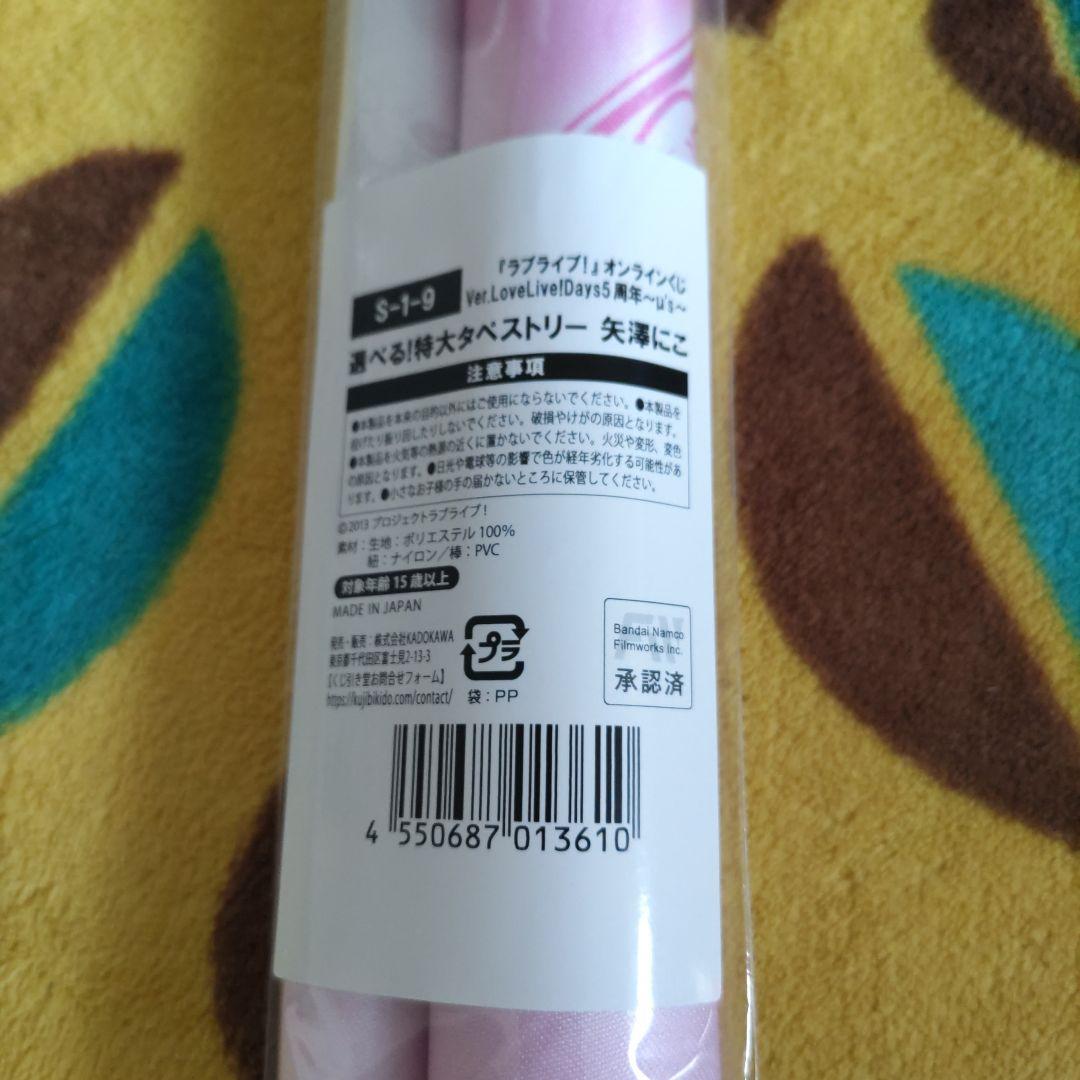 『ラブライブ！』オンラインくじ
S-1-9
Ver.LoveLive!Days5周年～μ's～
選べる！特大タペストリー 矢澤にこ
注意事項
●本製品を本来の目的以外にはご使用にならないでください。●本製品を
投げたり振り回したりしないでください。破損やけがの原因となります。
●本製品を火気等の熱源の近くに置かないでください。火災や変形、変色
の原因となります。●日光や電球等の影響で色が経年劣化する可能性があ
ります。●小さなお子様の手の届かないところに保管してください。
©2013 プロジェクトラブライブ！
素材：生地：ポリエステル100%
紐：ナイロン／棒：PVC
対象年齢15歳以上
MADE IN JAPAN
発売・販売：株式会社KADOKAWA
東京都千代田区富士見2-13-3
【くじ引き堂お問合せフォーム】
https://kujibikido.com/contact/
プラ
袋：PP
Bandai Namco
Filmworks Inc.
承認済
4 550687 013610